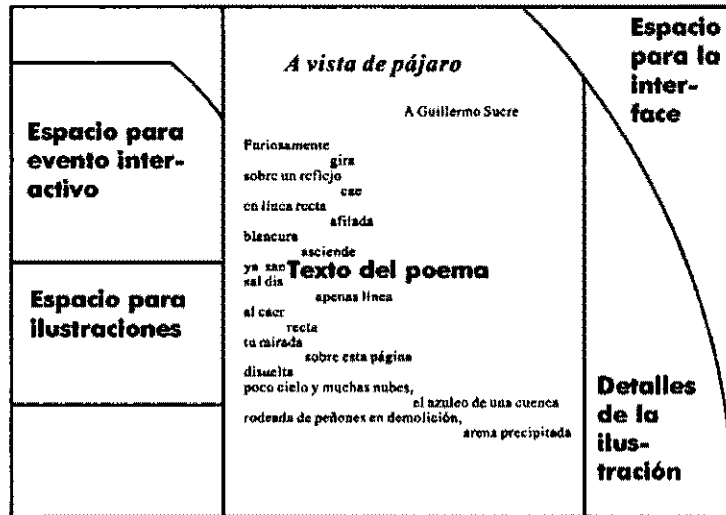 Espacio para
evento inter-
activo
Espacio para
ilustraciones
A vista de pájaro
A Guillermo Sucre
Furiosamente
gira
sobre un reflejo
cae
en línea recta
afilada
blancura
asciende
ya
Texto del poema
sal
apenas línea
al caer
recta
tu mirada
sobre esta página
disuelta
poco cielo y muchas nubes,
el azuleo de una cuenca
rodeada de peñones en demolición,
arena precipitada
Espacio
para la
inter-
face
Detalles
de la
ilus-
tración